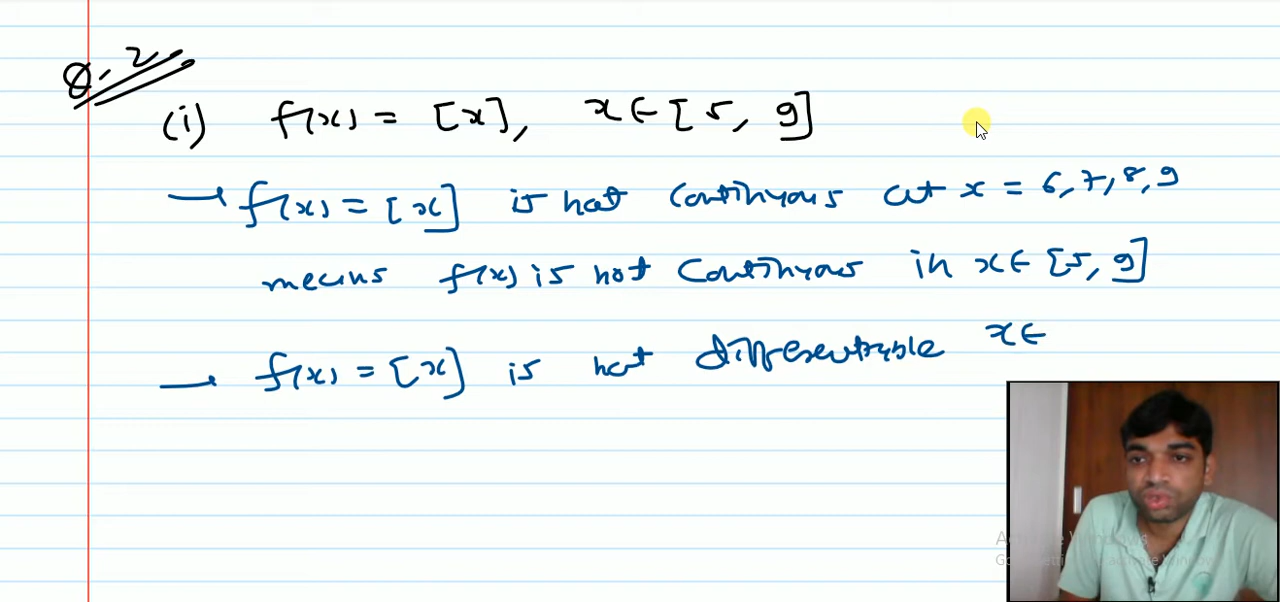 Q. 2
(i) f(x) = [x], x∈[5, 9]
→ f(x) = [x] is not continuous at x = 6, 7, 8, 9
means f(x) is not continuous in x∈ [5, 9]
→ f(x) = [x] is not differentiable x∈